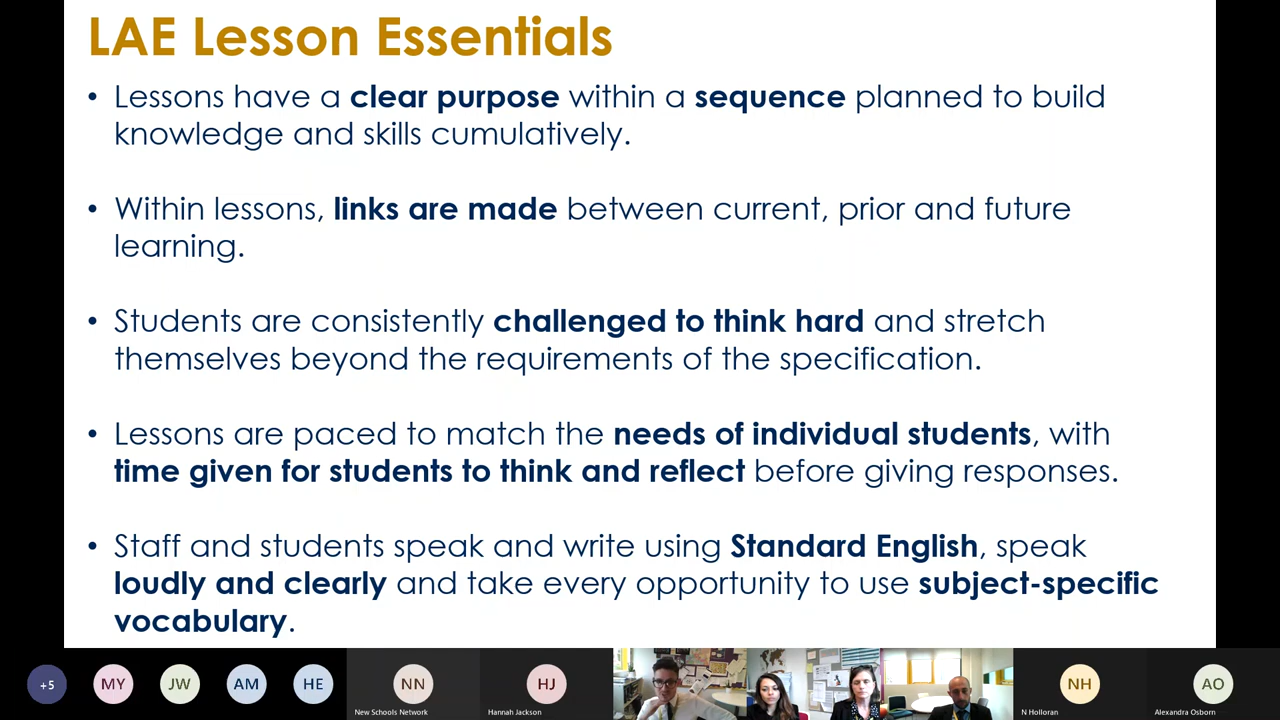 LAE Lesson Essentials
• Lessons have a clear purpose within a sequence planned to build
knowledge and skills cumulatively.
• Within lessons, links are made between current, prior and future
learning.
• Students are consistently challenged to think hard and stretch
themselves beyond the requirements of the specification.
• Lessons are paced to match the needs of individual students, with
time given for students to think and reflect before giving responses.
• Staff and students speak and write using Standard English, speak
loudly and clearly and take every opportunity to use subject-specific
vocabulary.
+5 MY JW AM HE NN HJ NH AO
New Schools Network Hannah Jackson N Holloran Alexandra Osborn